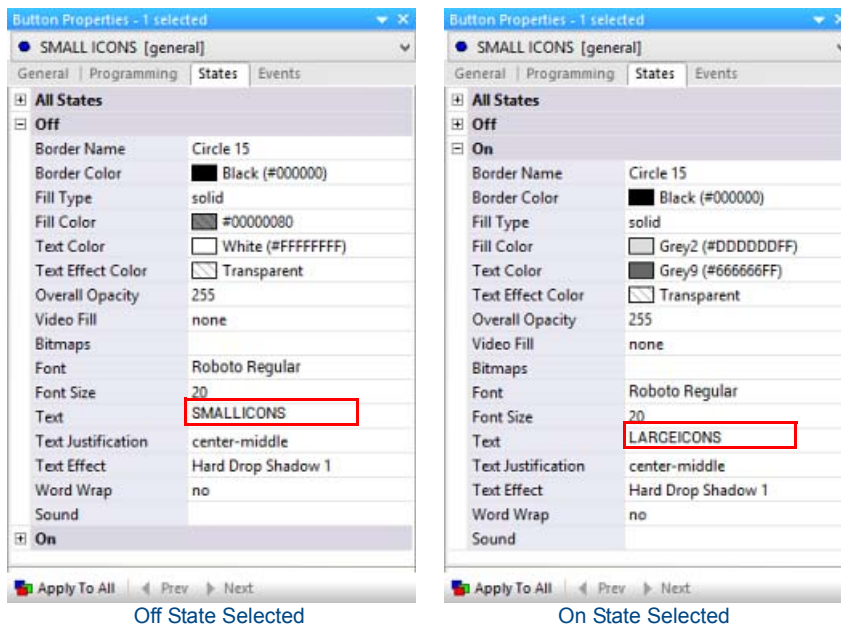 Button Properties - 1 selected
SMALL ICONS [general]
General | Programming States Events
All States
Off
Border Name Circle 15
Border Color Black (#000000)
Fill Type solid
Fill Color #00000080
Text Color White (#FFFFFFFF)
Text Effect Color Transparent
Overall Opacity 255
Video Fill none
Bitmaps
Font Roboto Regular
Font Size 20
Text SMALLICONS
Text Justification center-middle
Text Effect Hard Drop Shadow 1
Word Wrap no
Sound
On
Apply To All Prev Next
Off State Selected
Button Properties - 1 selected
SMALL ICONS [general]
General | Programming States Events
All States
Off
On
Border Name Circle 15
Border Color Black (#000000)
Fill Type solid
Fill Color Grey2 (#DDDDDDFF)
Text Color Grey9 (#666666FF)
Text Effect Color Transparent
Overall Opacity 255
Video Fill none
Bitmaps
Font Roboto Regular
Font Size 20
Text LARGEICONS
Text Justification center-middle
Text Effect Hard Drop Shadow 1
Word Wrap no
Sound
Apply To All Prev Next
On State Selected